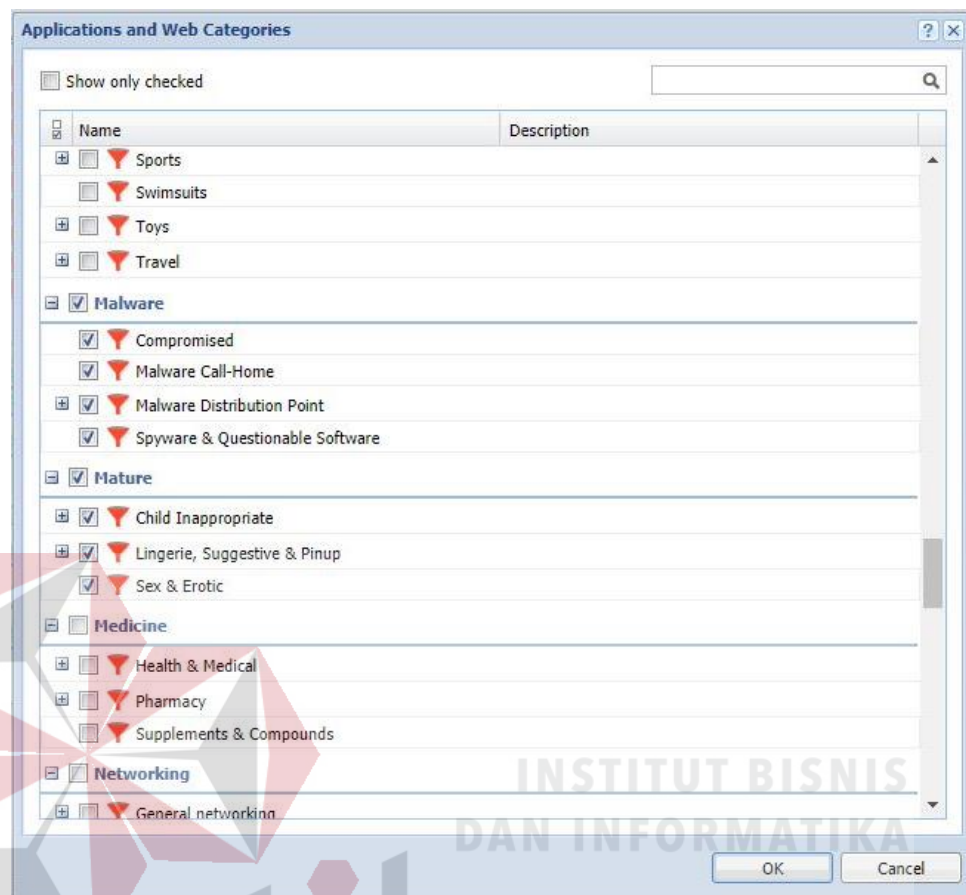 Applications and Web Categories
Show only checked
Name Description
Sports
Swimsuits
Toys
Travel
Malware
Compromised
Malware Call-Home
Malware Distribution Point
Spyware & Questionable Software
Mature
Child Inappropriate
Lingerie, Suggestive & Pinup
Sex & Erotic
Medicine
Health & Medical
Pharmacy
Supplements & Compounds
Networking
General networking
INSTITUT BISNIS
DAN INFORMATIKA
OK Cancel